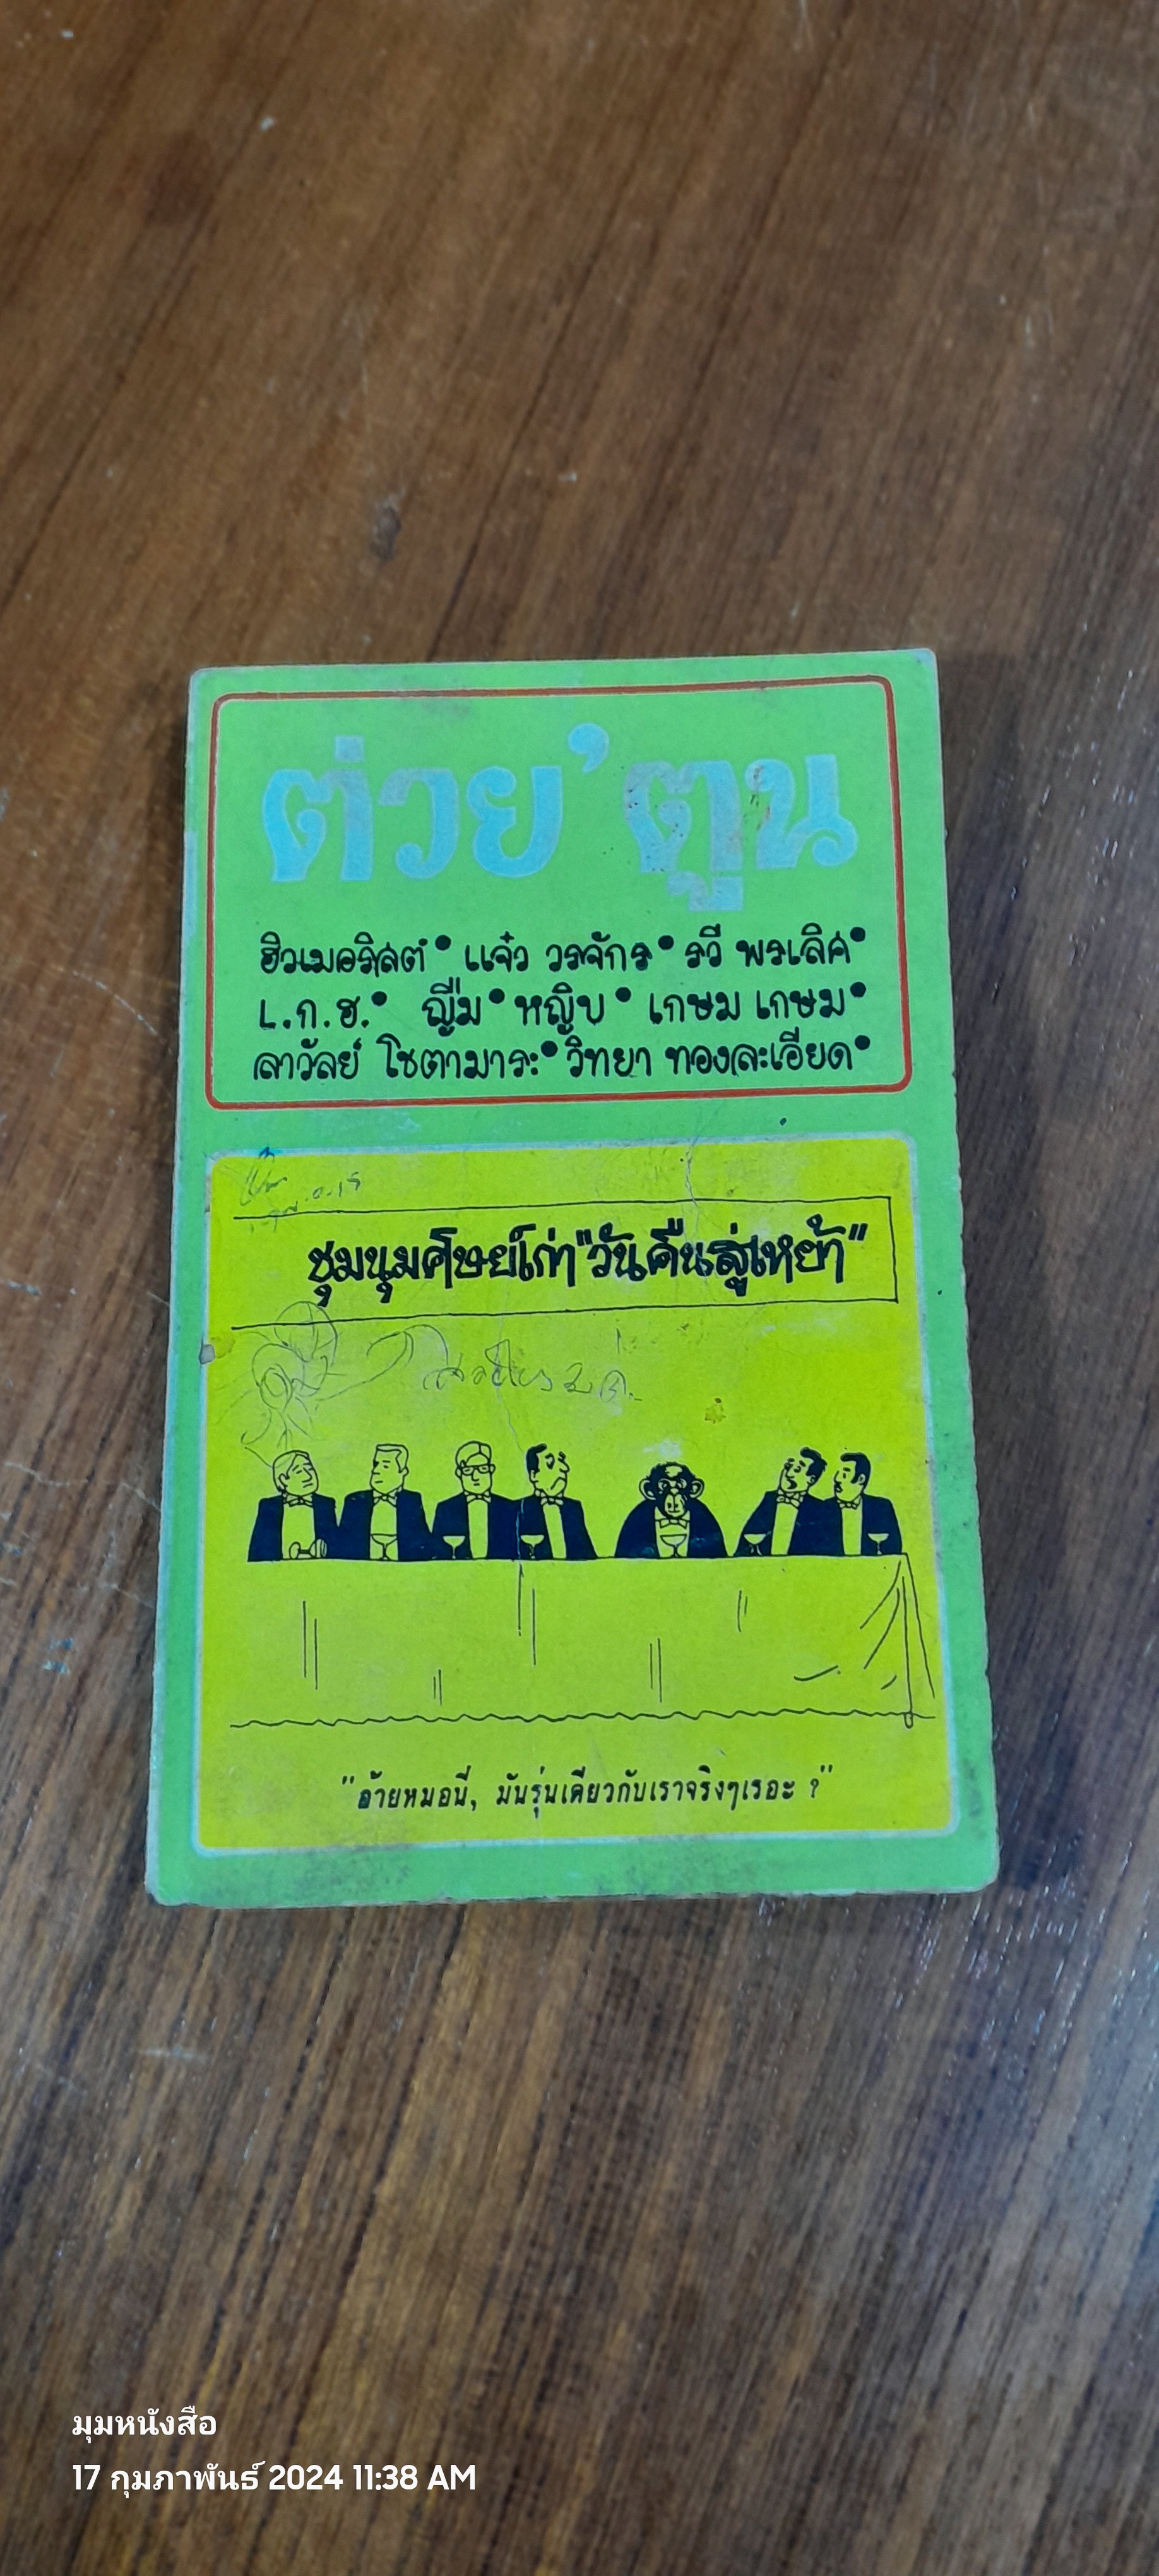 ต่วย'ตูน
ฮิวเมอริสต์ • แจ๋ว วรจักร • รวี พรเลิศ •
L.ก.ฮ. • ญี่ม • หญิบ • เกษม เกษม •
ลาวัลย์ โชตามาระ • วิทยา ทองละเอียด •
ชุมนุมศิษย์เก่า "วันคืนสู่เหย้า"
"อ้ายหมอนี่, มันรุ่นเดียวกับเราจริงๆเรอะ ?"
มุมหนังสือ
17 กุมภาพันธ์ 2024 11:38 AM